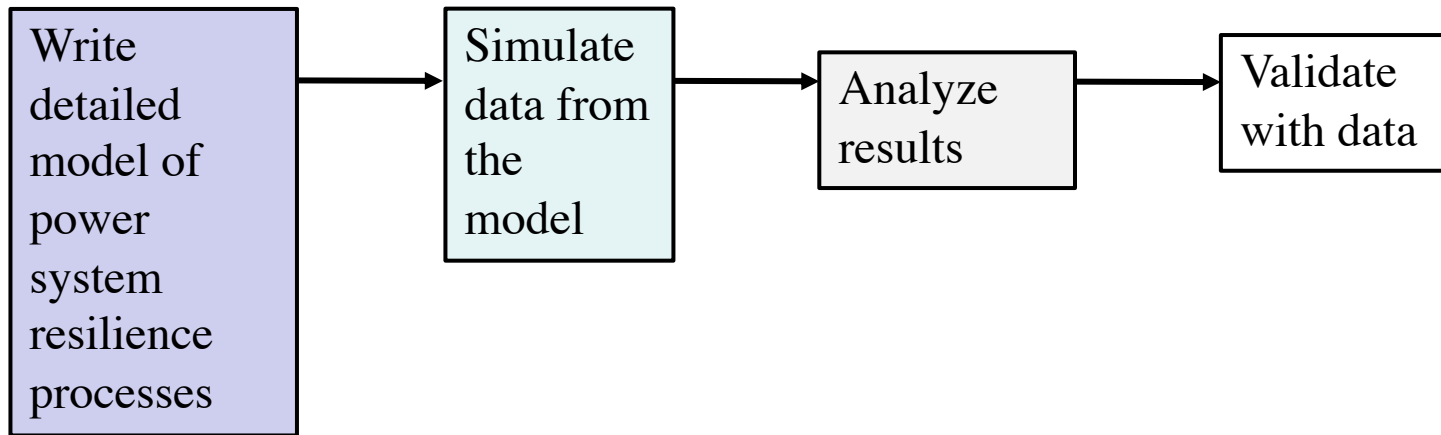 Write
detailed
model of
power
system
resilience
processes
Simulate
data from
the
model
Analyze
results
Validate
with data